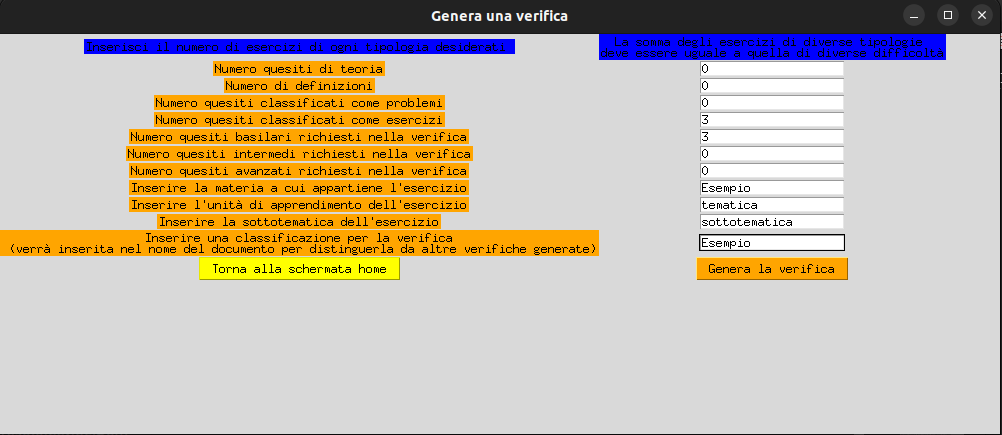 Genera una verifica
Inserisci il numero di esercizi di ogni tipologia desiderati
La somma degli esercizi di diverse tipologie
deve essere uguale a quella di diverse difficoltà
Numero quesiti di teoria
0
Numero di definizioni
0
Numero quesiti classificati come problemi
0
Numero quesiti classificati come esercizi
3
Numero quesiti basilari richiesti nella verifica
3
Numero quesiti intermedi richiesti nella verifica
0
Numero quesiti avanzati richiesti nella verifica
0
Inserire la materia a cui appartiene l'esercizio
Esempio
Inserire l'unità di apprendimento dell'esercizio
tematica
Inserire la sottotematica dell'esercizio
sottotematica
Inserire una classificazione per la verifica
(verrà inserita nel nome del documento per distinguerla da altre verifiche generate)
Esempio
Torna alla schermata home
Genera la verifica